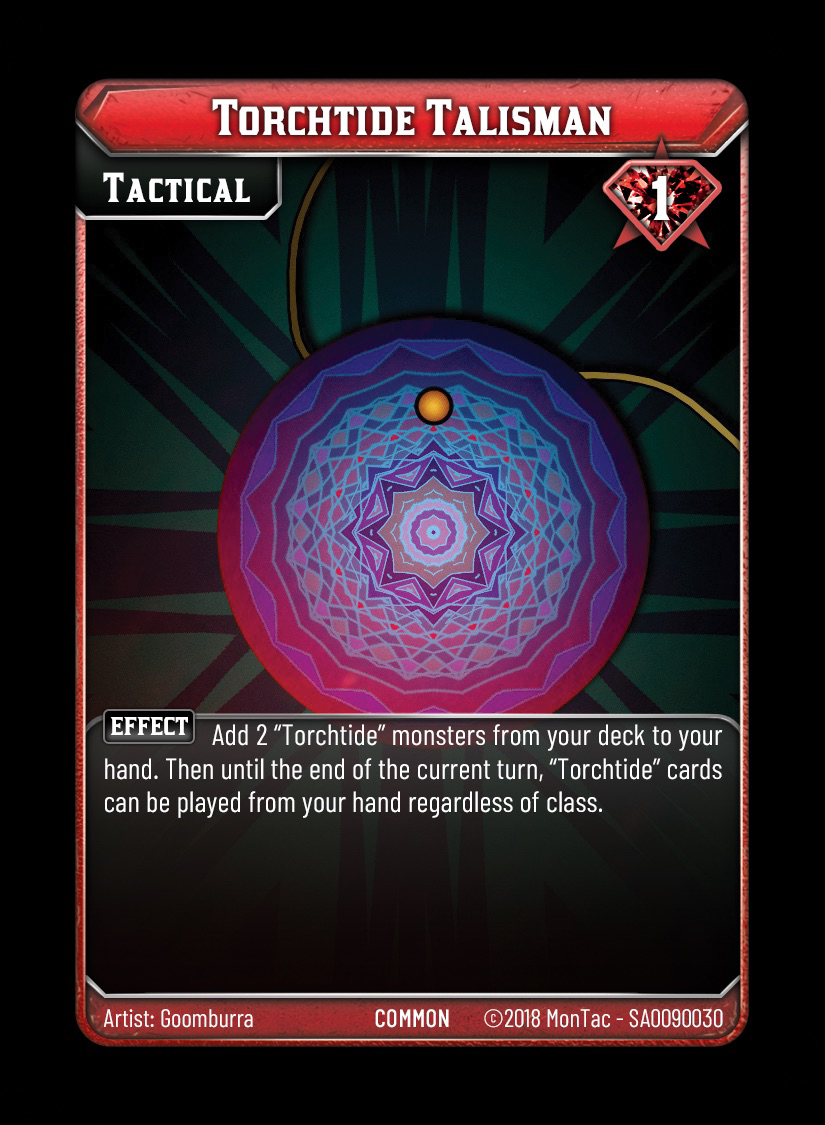 TORCHTIDE TALISMAN
TACTICAL
1
EFFECT Add 2 “Torchtide” monsters from your deck to your
hand. Then until the end of the current turn, “Torchtide” cards
can be played from your hand regardless of class.
Artist: Goomburra COMMON ©2018 MonTac - SA0090030